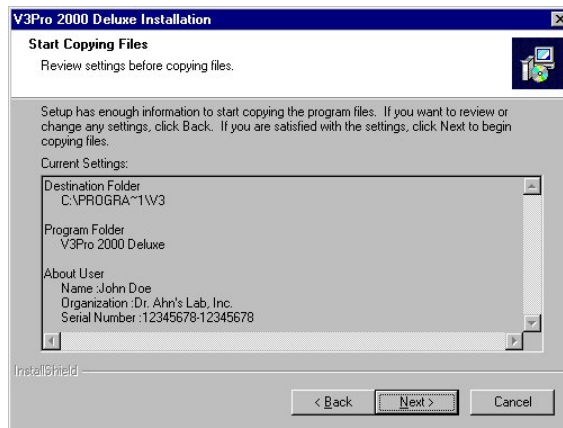 V3Pro 2000 Deluxe Installation
Start Copying Files
Review settings before copying files.
Setup has enough information to start copying the program files. If you want to review or
change any settings, click Back. If you are satisfied with the settings, click Next to begin
copying files.
Current Settings:
Destination Folder
C:\PROGRA~1\V3
Program Folder
V3Pro 2000 Deluxe
About User
Name :John Doe
Organization :Dr. Ahn's Lab, Inc.
Serial Number :12345678-12345678
InstallShield
< Back
Next >
Cancel